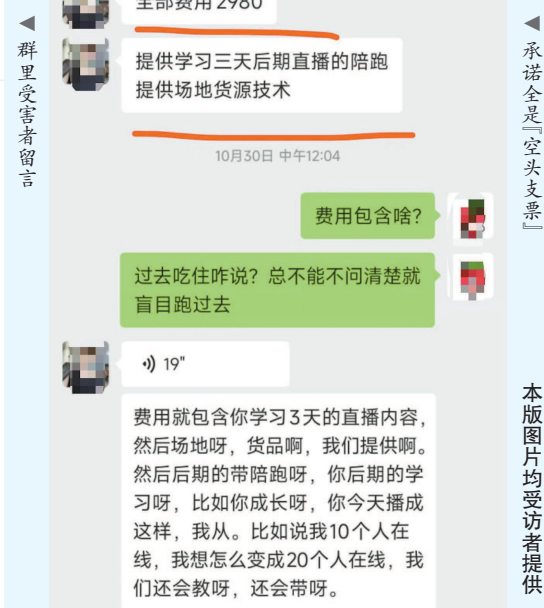 全部费用2980
提供学习三天后期直播的陪跑
提供场地货源技术
10月30日 中午12:04
费用包含啥?
过去吃住咋说？总不能不问清楚就
盲目跑过去
19"
费用就包含你学习3天的直播内容，
然后场地呀，货品啊，我们提供啊。
然后后期的带陪跑呀，你后期的学
习呀，比如你成长呀，你今天播成
这样，我从。比如说我10个人在
线，我想怎么变成20个人在线，我
们还会教呀，还会带呀。
◀群里受害者留言
◀承诺全是『空头支票』
本版图片均受访者提供